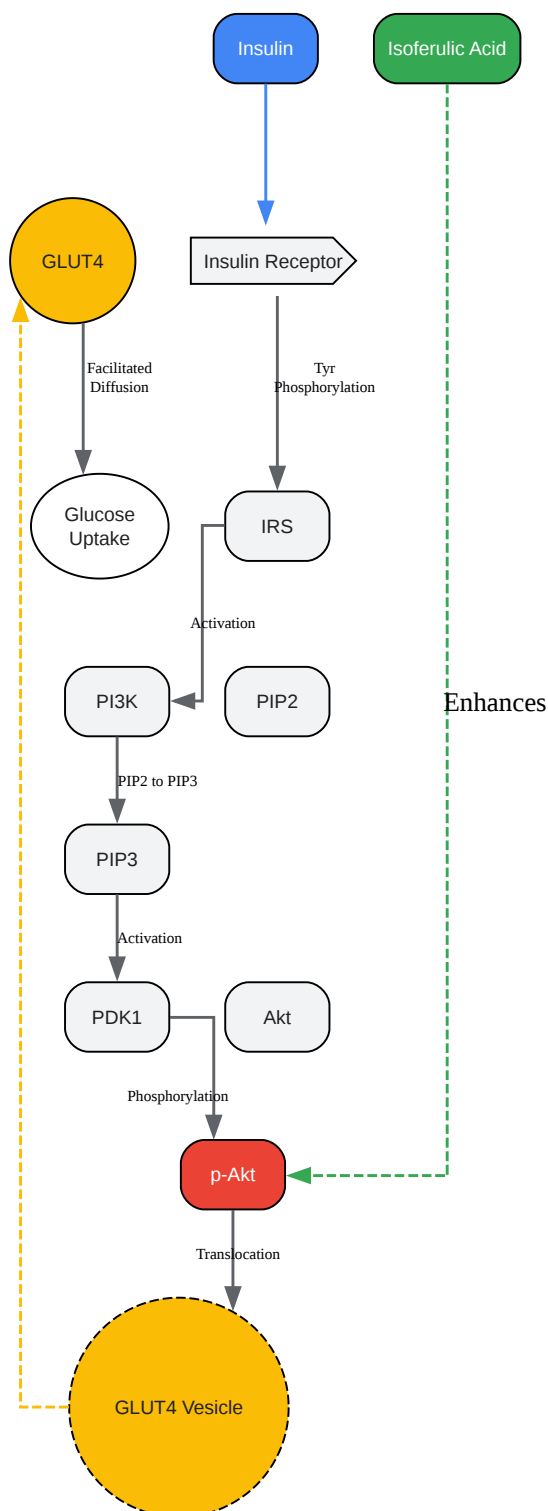 Insulin
Isoferulic Acid
GLUT4
Insulin Receptor
Facilitated
Diffusion
Tyr
Phosphorylation
Glucose
Uptake
IRS
Activation
PI3K
PIP2
Enhances
PIP2 to PIP3
PIP3
Activation
PDK1
Akt
Phosphorylation
p-Akt
Translocation
GLUT4 Vesicle